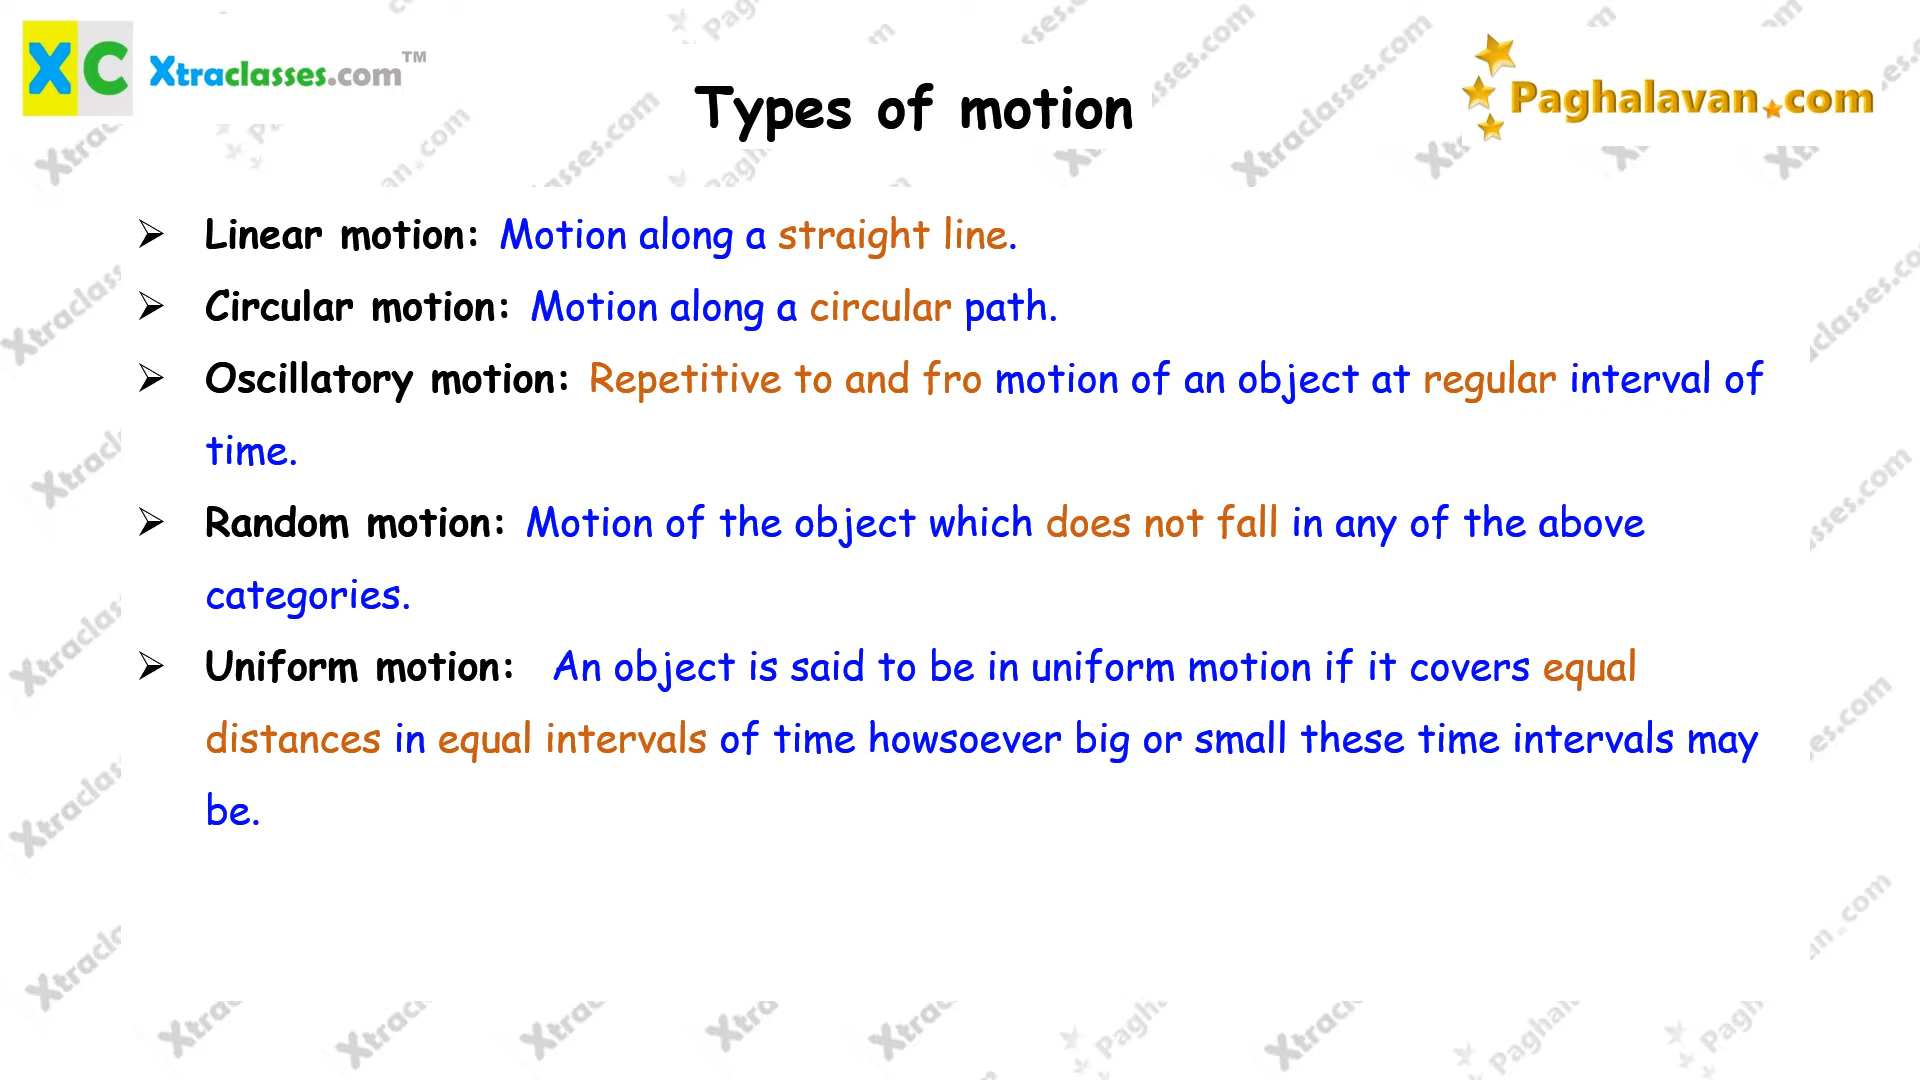 XC Xtraclasses.com™
Paghalavan.com
Types of motion
➢ Linear motion: Motion along a straight line.
➢ Circular motion: Motion along a circular path.
➢ Oscillatory motion: Repetitive to and fro motion of an object at regular interval of
time.
➢ Random motion: Motion of the object which does not fall in any of the above
categories.
➢ Uniform motion: An object is said to be in uniform motion if it covers equal
distances in equal intervals of time howsoever big or small these time intervals may
be.